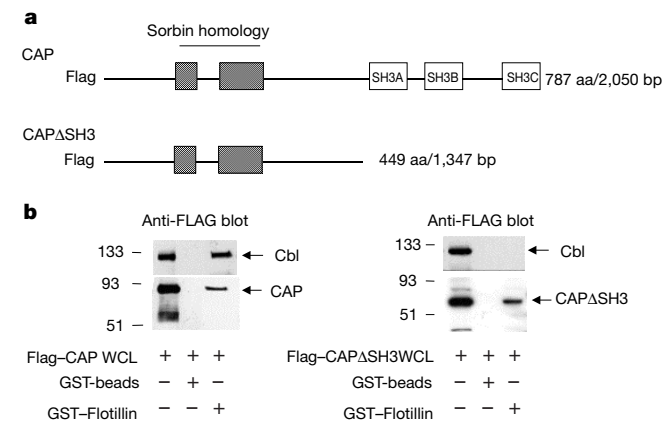 a
Sorbin homology
CAP
Flag
SH3A SH3B SH3C 787 aa/2,050 bp
CAPΔSH3
Flag 449 aa/1,347 bp
b
Anti-FLAG blot
133 – Cbl
93 – CAP
51 –
Flag–CAP WCL + + +
GST-beads – + –
GST–Flotillin – – +
Anti-FLAG blot
133 – Cbl
93 –
CAPΔSH3
51 –
Flag–CAPΔSH3WCL + + +
GST-beads – + –
GST–Flotillin – – +